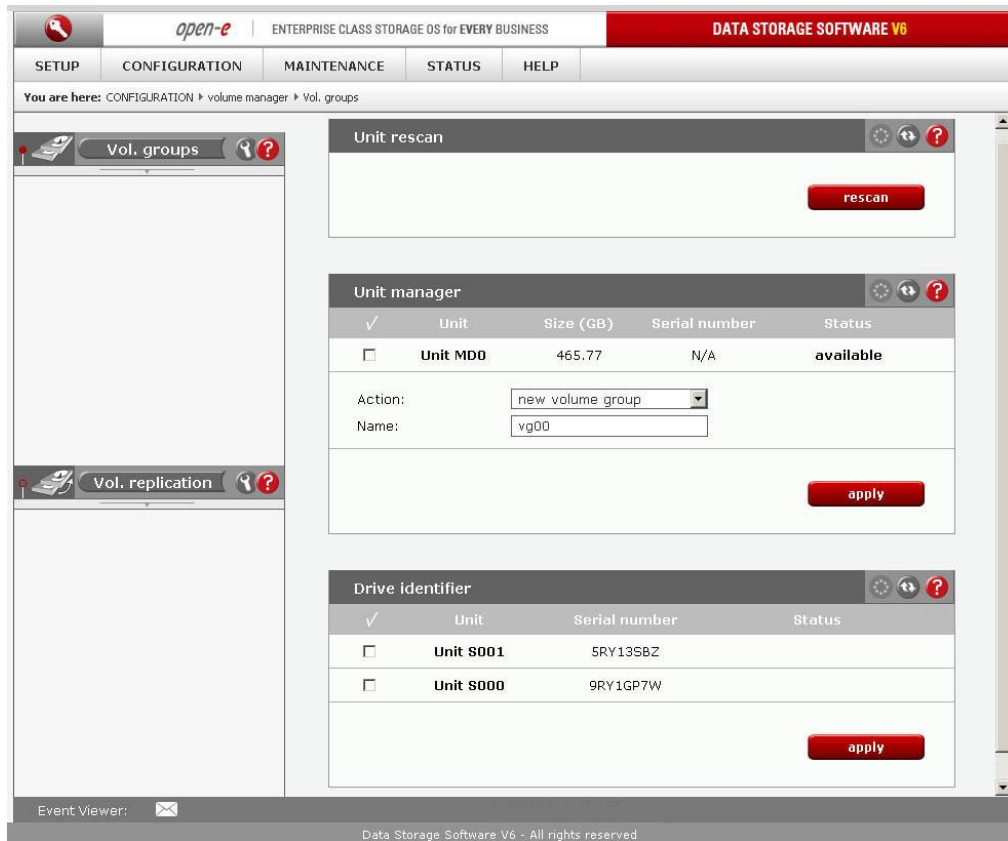 open-e ENTERPRISE CLASS STORAGE OS for EVERY BUSINESS DATA STORAGE SOFTWARE V6
SETUP CONFIGURATION MAINTENANCE STATUS HELP
You are here: CONFIGURATION volume manager Vol. groups
Vol. groups ?
Vol. replication ?
Unit rescan ?
rescan
Unit manager ?
Unit Size (GB) Serial number Status
Unit MD0 465.77 N/A available
Action: new volume group
Name: vg00
apply
Drive identifier ?
Unit Serial number Status
Unit S001 5RY13SBZ
Unit S000 9RY1GP7W
apply
Event Viewer:
Data Storage Software V6 - All rights reserved